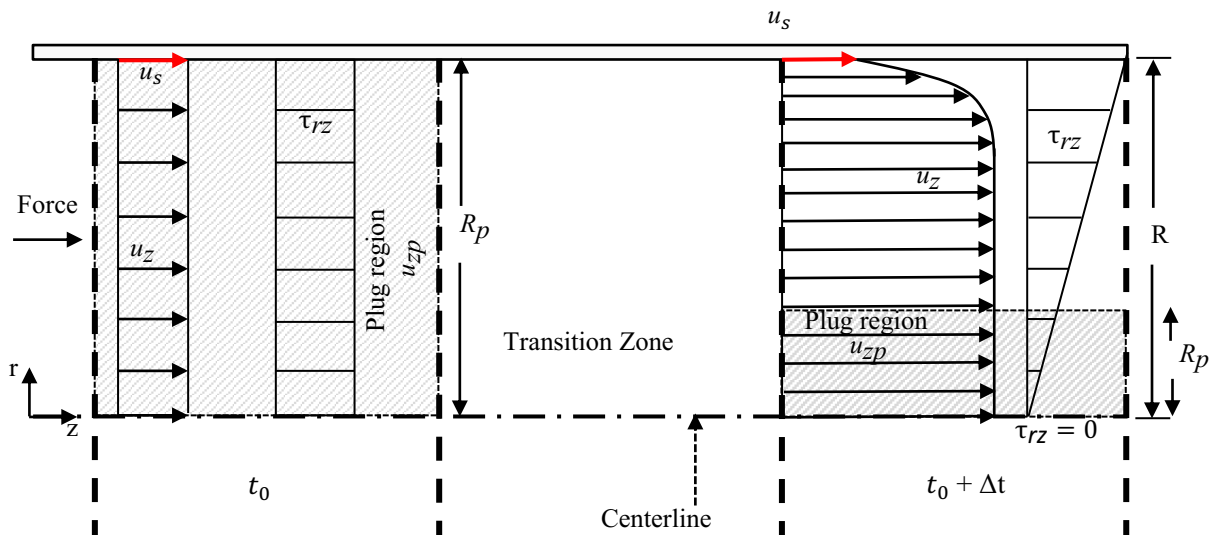 u_s
u_s
τ_rz
Force
u_z
Plug region
u_zp
R_p
Transition Zone
u_z
τ_rz
R
Plug region
u_zp
R_p
r
z
τ_rz = 0
t_0
t_0 + Δt
Centerline